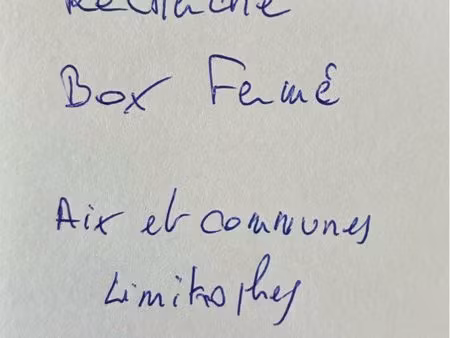 Box Fermé
Aix et communes
Limitrophes